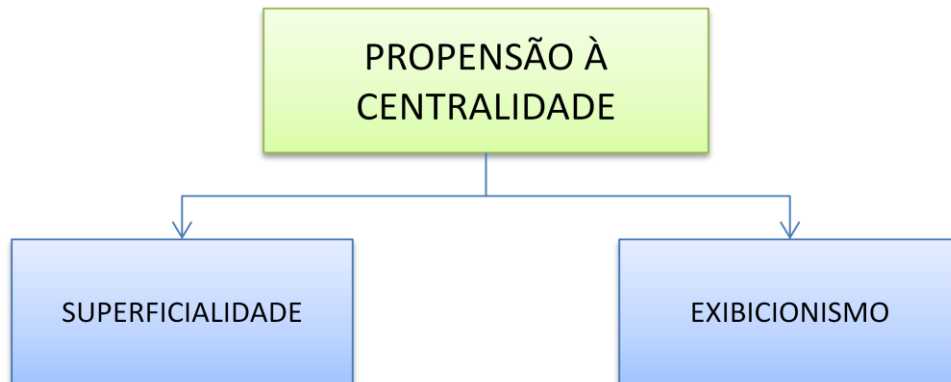 PROPENSÃO À
CENTRALIDADE
SUPERFICIALIDADE
EXIBICIONISMO